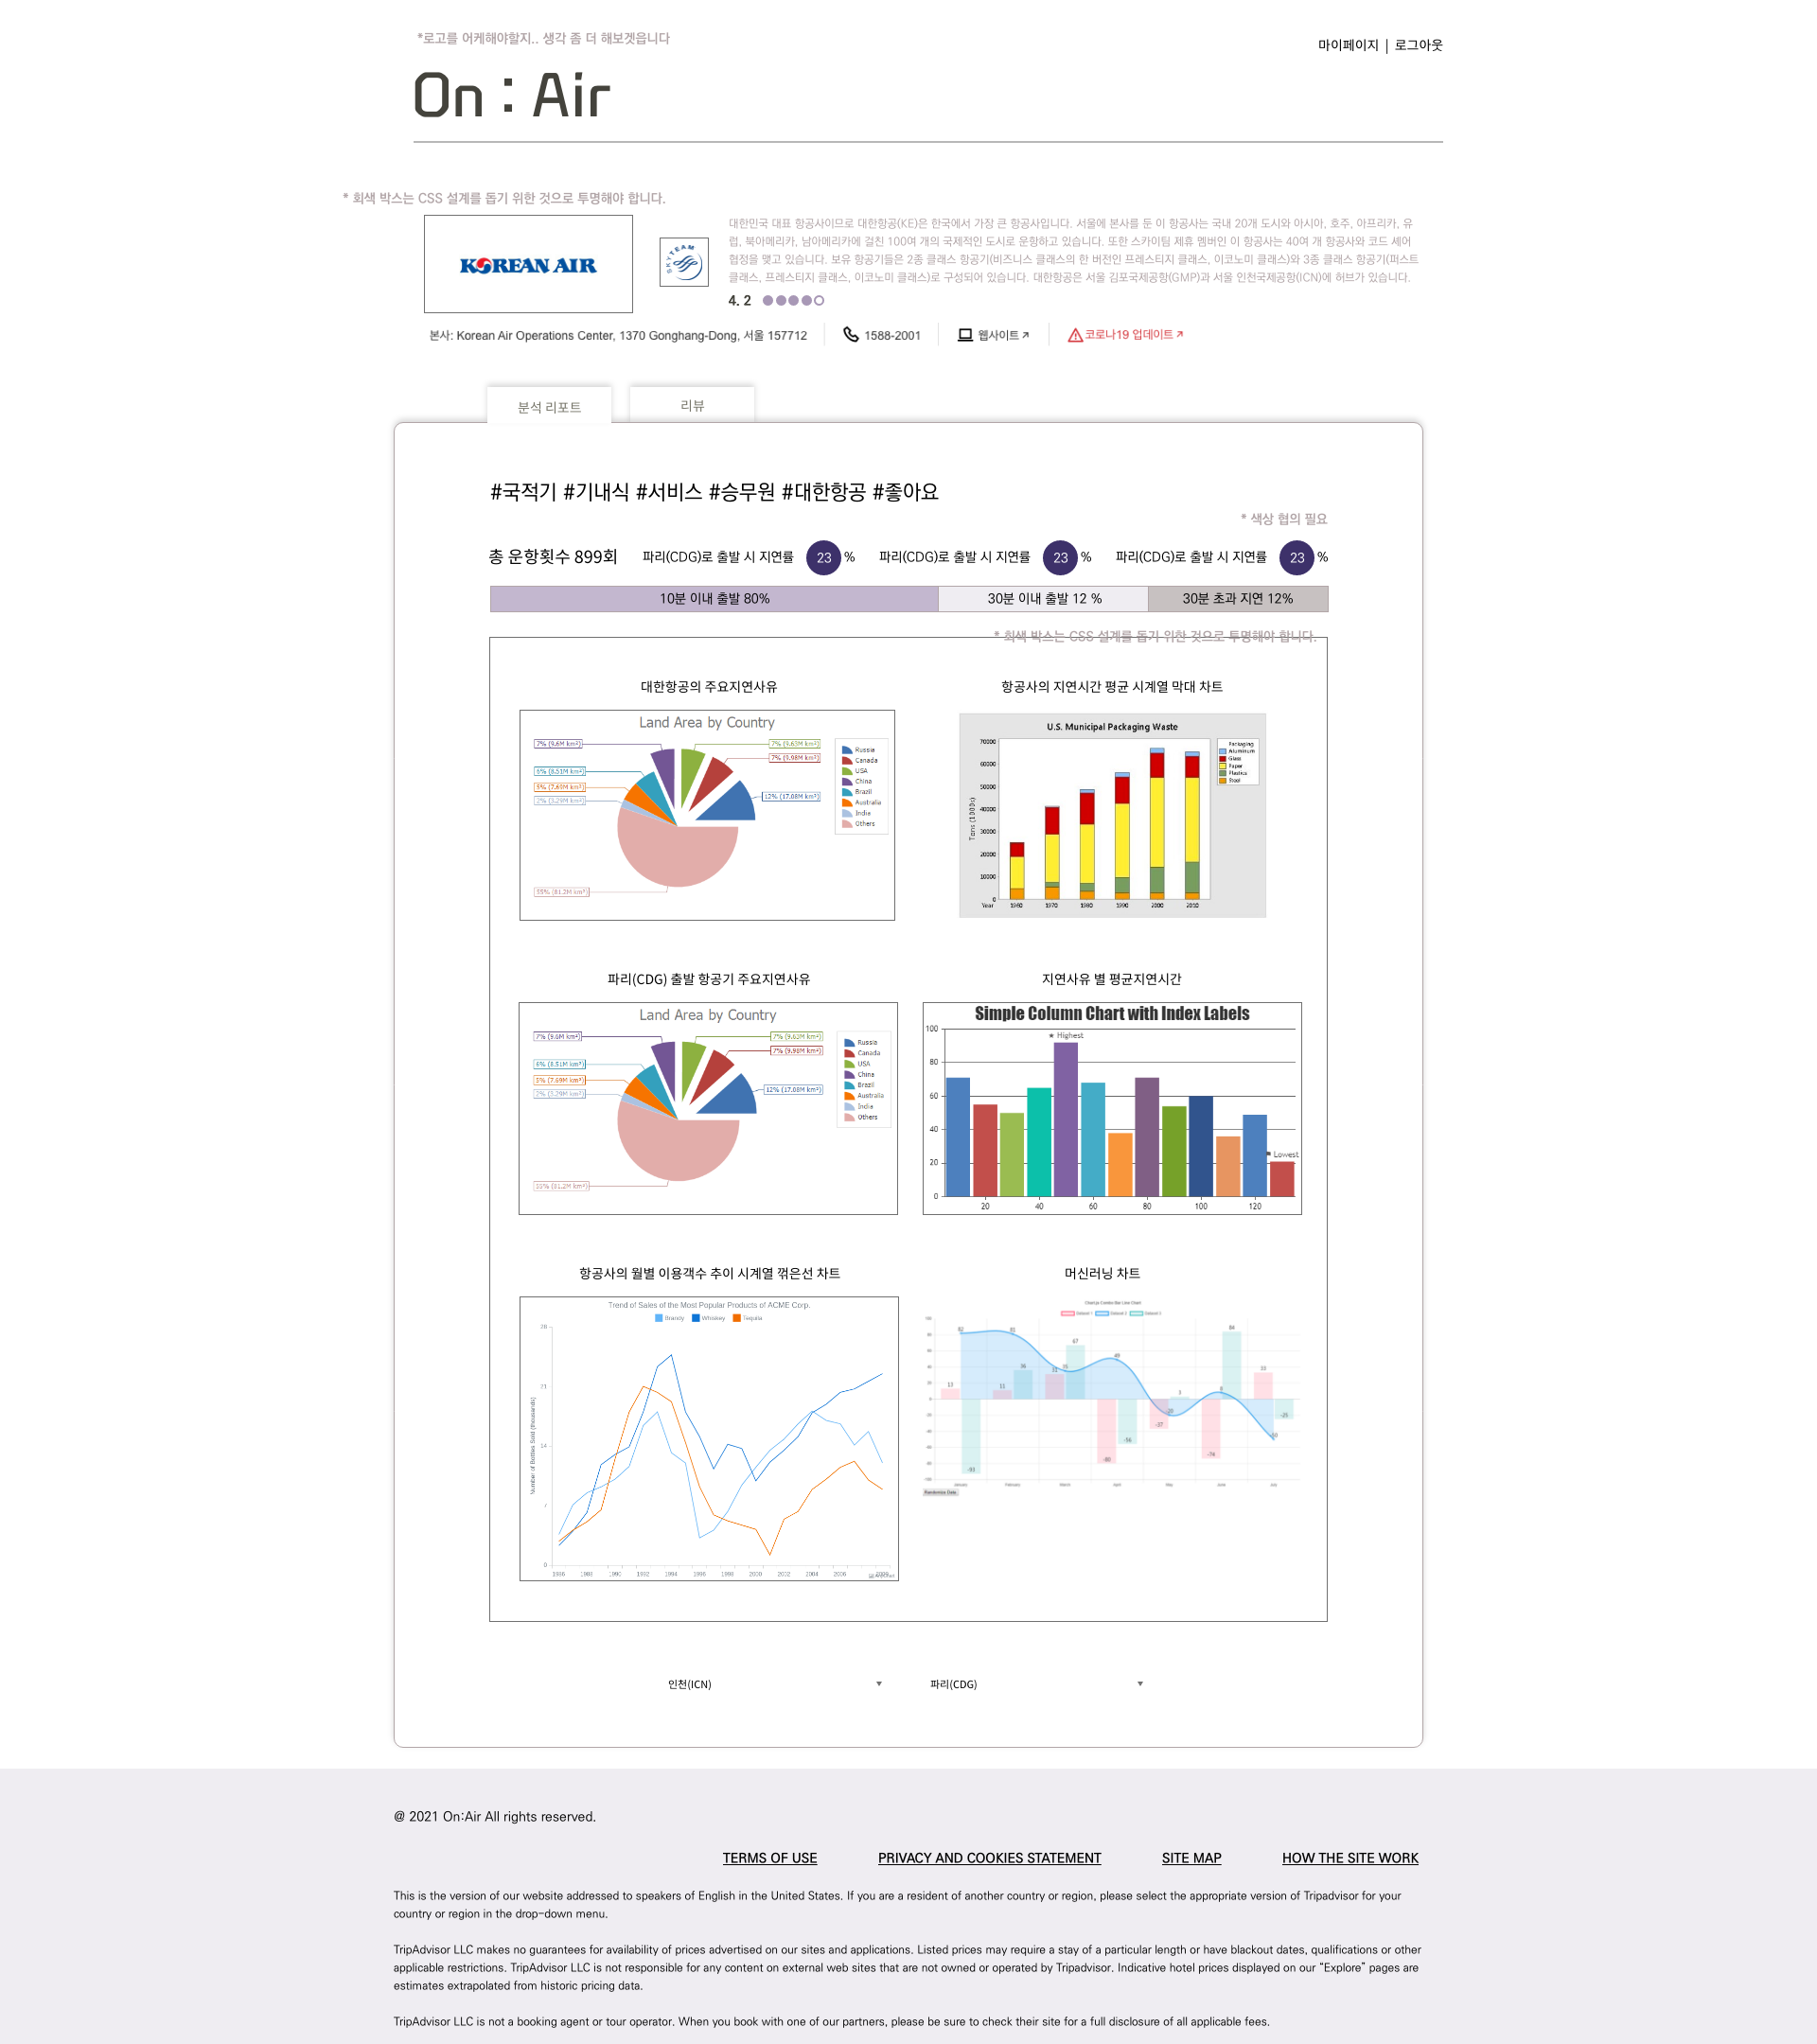 *로고를 어케해야할지.. 생각 좀 더 해보겟읍니다
마이페이지 | 로그아웃
On : Air
* 회색 박스는 CSS 설계를 돕기 위한 것으로 투명해야 합니다.
KOREAN AIR
SKYTEAM
대한민국 대표 항공사이므로 대한항공(KE)은 한국에서 가장 큰 항공사입니다. 서울에 본사를 둔 이 항공사는 국내 20개 도시와 아시아, 호주, 아프리카, 유
럽, 북아메리카, 남아메리카에 걸친 100여 개의 국제적인 도시로 운항하고 있습니다. 또한 스카이팀 제휴 멤버인 이 항공사는 40여 개 항공사와 코드 셰어
협정을 맺고 있습니다. 보유 항공기들은 2종 클래스 항공기(비즈니스 클래스의 한 버전인 프레스티지 클래스, 이코노미 클래스)와 3종 클래스 항공기(퍼스트
클래스, 프레스티지 클래스, 이코노미 클래스)로 구성되어 있습니다. 대한항공은 서울 김포국제공항(GMP)과 서울 인천국제공항(ICN)에 허브가 있습니다.
4. 2
본사: Korean Air Operations Center, 1370 Gonghang-Dong, 서울 157712
1588-2001
웹사이트
코로나19 업데이트
분석 리포트
리뷰
#국적기 #기내식 #서비스 #승무원 #대한항공 #좋아요
* 색상 협의 필요
총 운항횟수 899회
파리(CDG)로 출발 시 지연률 23 %
파리(CDG)로 출발 시 지연률 23 %
파리(CDG)로 출발 시 지연률 23 %
10분 이내 출발 80%
30분 이내 출발 12 %
30분 초과 지연 12%
* 회색 박스는 CSS 설계를 돕기 위한 것으로 투명해야 합니다.
대한항공의 주요지연사유
항공사의 지연시간 평균 시계열 막대 차트
Land Area by Country
7% (9.6M km²)
7% (9.63M km²)
7% (9.98M km²)
6% (8.51M km²)
5% (7.69M km²)
2% (3.29M km²)
12% (17.08M km²)
55% (81.2M km²)
Russia
Canada
USA
China
Brazil
Australia
India
Others
U.S. Municipal Packaging Waste
Tons (1000s)
70000
60000
50000
40000
30000
20000
10000
0
Year 1960 1970 1980 1990 2000 2010
Packaging
Aluminum
Glass
Paper
Plastics
Steel
파리(CDG) 출발 항공기 주요지연사유
지연사유 별 평균지연시간
Land Area by Country
7% (9.6M km²)
7% (9.63M km²)
7% (9.98M km²)
6% (8.51M km²)
5% (7.69M km²)
2% (3.29M km²)
12% (17.08M km²)
55% (81.2M km²)
Russia
Canada
USA
China
Brazil
Australia
India
Others
Simple Column Chart with Index Labels
Highest
Lowest
100
80
60
40
20
0
20 40 60 80 100 120
항공사의 월별 이용객수 추이 시계열 꺾은선 차트
머신러닝 차트
Trend of Sales of the Most Popular Products of ACME Corp.
Brandy Whiskey Tequila
Number of Bottles Sold (thousands)
28
21
14
7
0
1986 1988 1990 1992 1994 1996 1998 2000 2002 2004 2006
Chart.js Combo Bar Line Chart
Dataset 1 Dataset 2 Dataset 3
January February March April May June July
Randomize Data
인천(ICN) ▼
파리(CDG) ▼
@ 2021 On:Air All rights reserved.
TERMS OF USE
PRIVACY AND COOKIES STATEMENT
SITE MAP
HOW THE SITE WORK
This is the version of our website addressed to speakers of English in the United States. If you are a resident of another country or region, please select the appropriate version of Tripadvisor for your
country or region in the drop-down menu.
TripAdvisor LLC makes no guarantees for availability of prices advertised on our sites and applications. Listed prices may require a stay of a particular length or have blackout dates, qualifications or other
applicable restrictions. TripAdvisor LLC is not responsible for any content on external web sites that are not owned or operated by Tripadvisor. Indicative hotel prices displayed on our “Explore” pages are
estimates extrapolated from historic pricing data.
TripAdvisor LLC is not a booking agent or tour operator. When you book with one of our partners, please be sure to check their site for a full disclosure of all applicable fees.